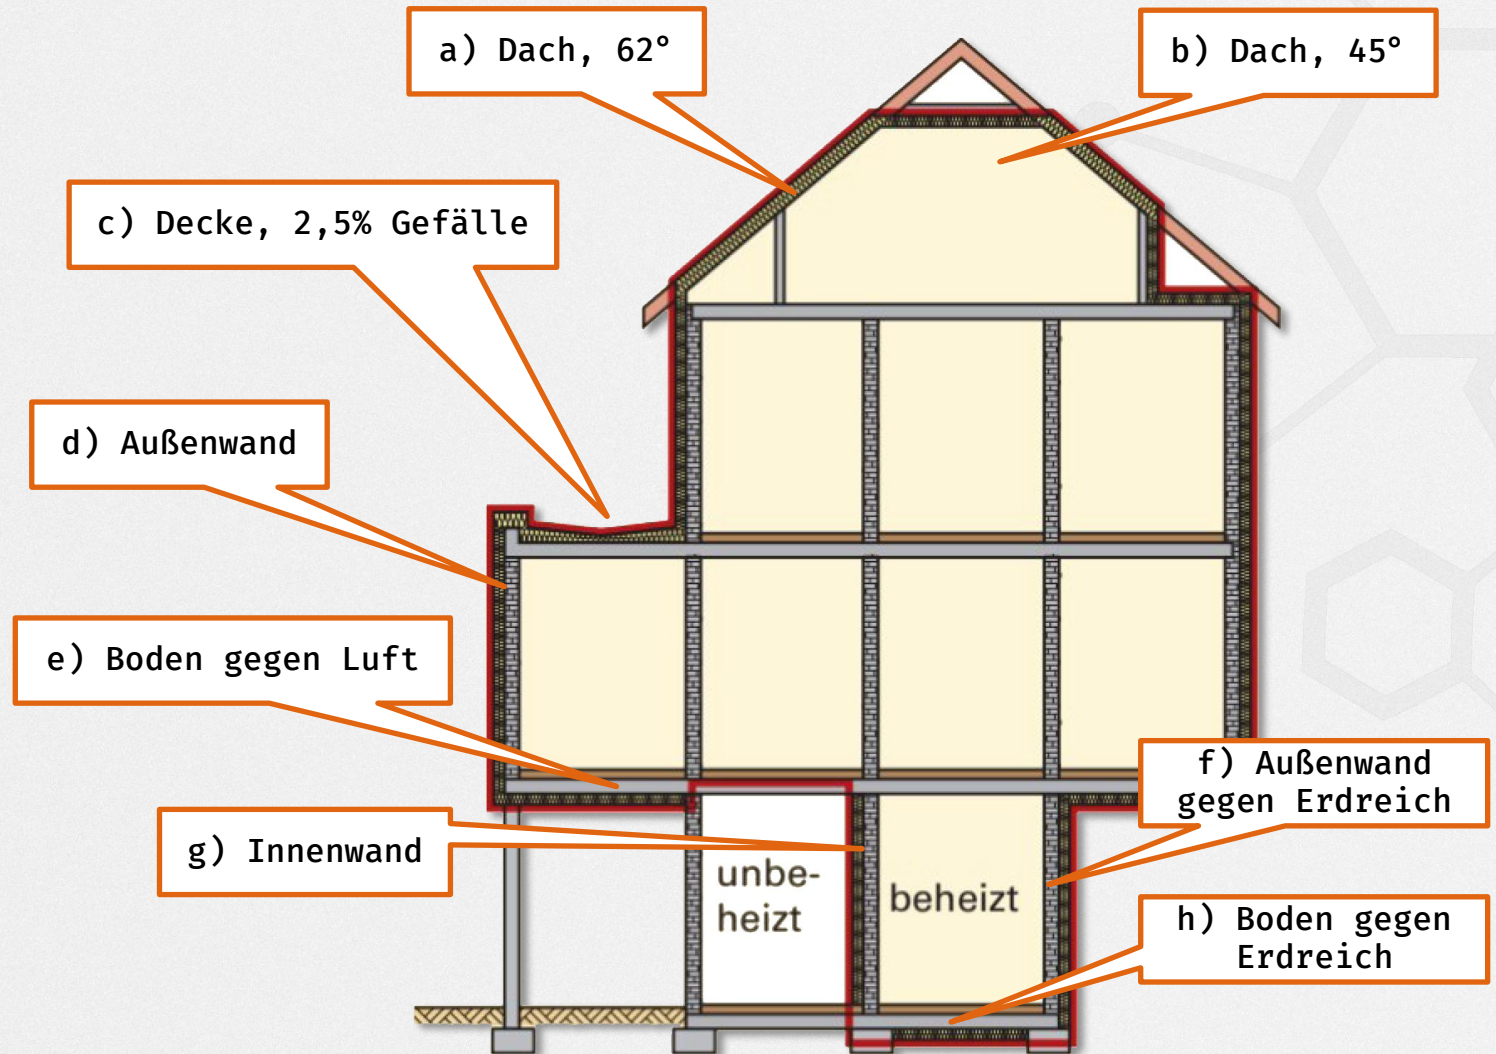 a) Dach, 62°
b) Dach, 45°
c) Decke, 2,5% Gefälle
d) Außenwand
e) Boden gegen Luft
f) Außenwand
gegen Erdreich
g) Innenwand
unbe-
heizt
beheizt
h) Boden gegen
Erdreich